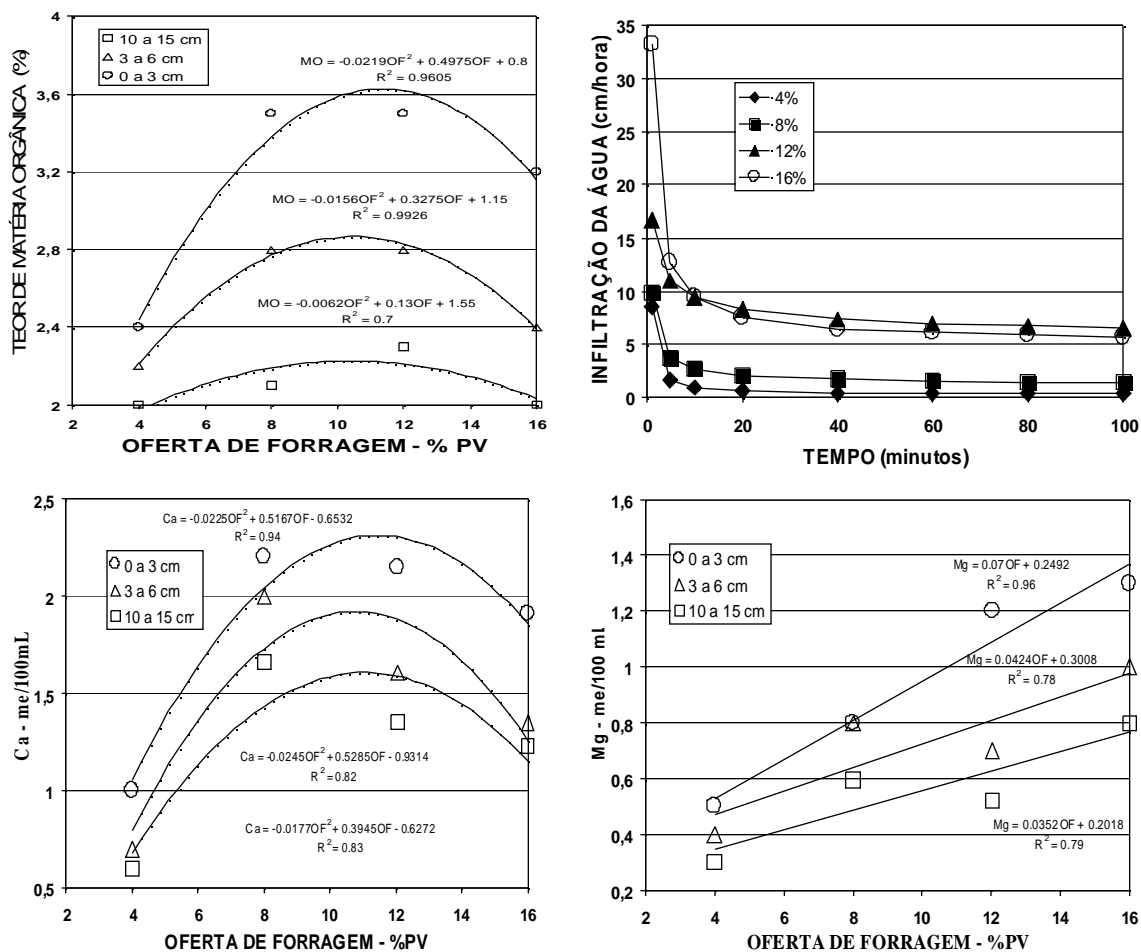 4
3,6
3,2
2,8
2,4
2
TEOR DE MATÉRIA ORGÂNICA (%)
10 a 15 cm
3 a 6 cm
0 a 3 cm
MO = -0.0219OF² + 0.4975OF + 0.8
R² = 0.9605
MO = -0.0156OF² + 0.3275OF + 1.15
R² = 0.9926
MO = -0.0062OF² + 0.13OF + 1.55
R² = 0.7
2 4 6 8 10 12 14 16
OFERTA DE FORRAGEM - % PV
35
30
25
20
15
10
5
0
INFILTRAÇÃO DA ÁGUA (cm/hora)
4%
8%
12%
16%
0 20 40 60 80 100
TEMPO (minutos)
2,5
2
1,5
1
0,5
Ca - me/100mL
Ca = -0.0225OF² + 0.5167OF - 0.6532
R² = 0.94
0 a 3 cm
3 a 6 cm
10 a 15 cm
Ca = -0.0245OF² + 0.5285OF - 0.9314
R² = 0.82
Ca = -0.0177OF² + 0.3945OF - 0.6272
R² = 0.83
2 4 6 8 10 12 14 16
OFERTA DE FORRAGEM - %PV
1,6
1,4
1,2
1
0,8
0,6
0,4
0,2
Mg - me/100 ml
0 a 3 cm
3 a 6 cm
10 a 15 cm
Mg = 0.07OF + 0.2492
R² = 0.96
Mg = 0.0424OF + 0.3008
R² = 0.78
Mg = 0.0352OF + 0.2018
R² = 0.79
2 4 6 8 10 12 14 16
OFERTA DE FORRAGEM - %PV